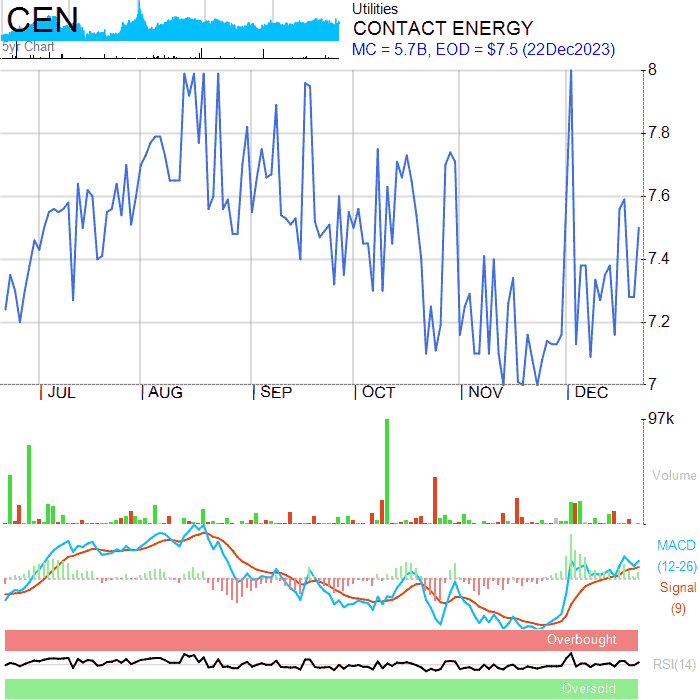 CEN
5yr Chart
Utilities
CONTACT ENERGY
MC = 5.7B, EOD = $7.5 (22Dec2023)
8
7.8
7.6
7.4
7.2
7
JUL AUG SEP OCT NOV DEC
97k
Volume
MACD
(12-26)
Signal
(9)
Overbought
RSI(14)
Oversold